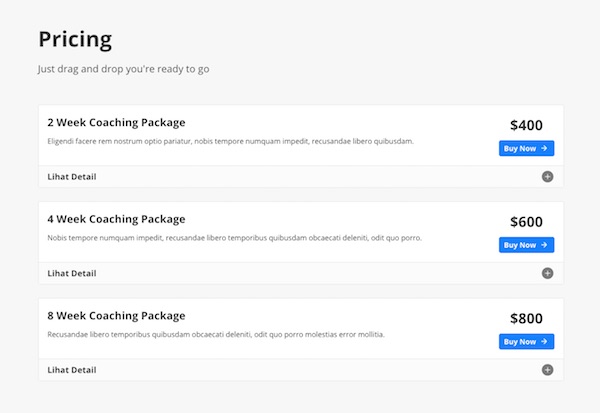 Pricing
Just drag and drop you're ready to go
2 Week Coaching Package
$400
Eligendi facere rem nostrum optio pariatur, nobis tempore numquam impedit, recusandae libero quibusdam.
Buy Now
Lihat Detail
4 Week Coaching Package
$600
Nobis tempore numquam impedit, recusandae libero temporibus quibusdam obcaecati deleniti, odit quo porro.
Buy Now
Lihat Detail
8 Week Coaching Package
$800
Recusandae libero temporibus quibusdam obcaecati deleniti, odit quo porro molestias error mollitia.
Buy Now
Lihat Detail